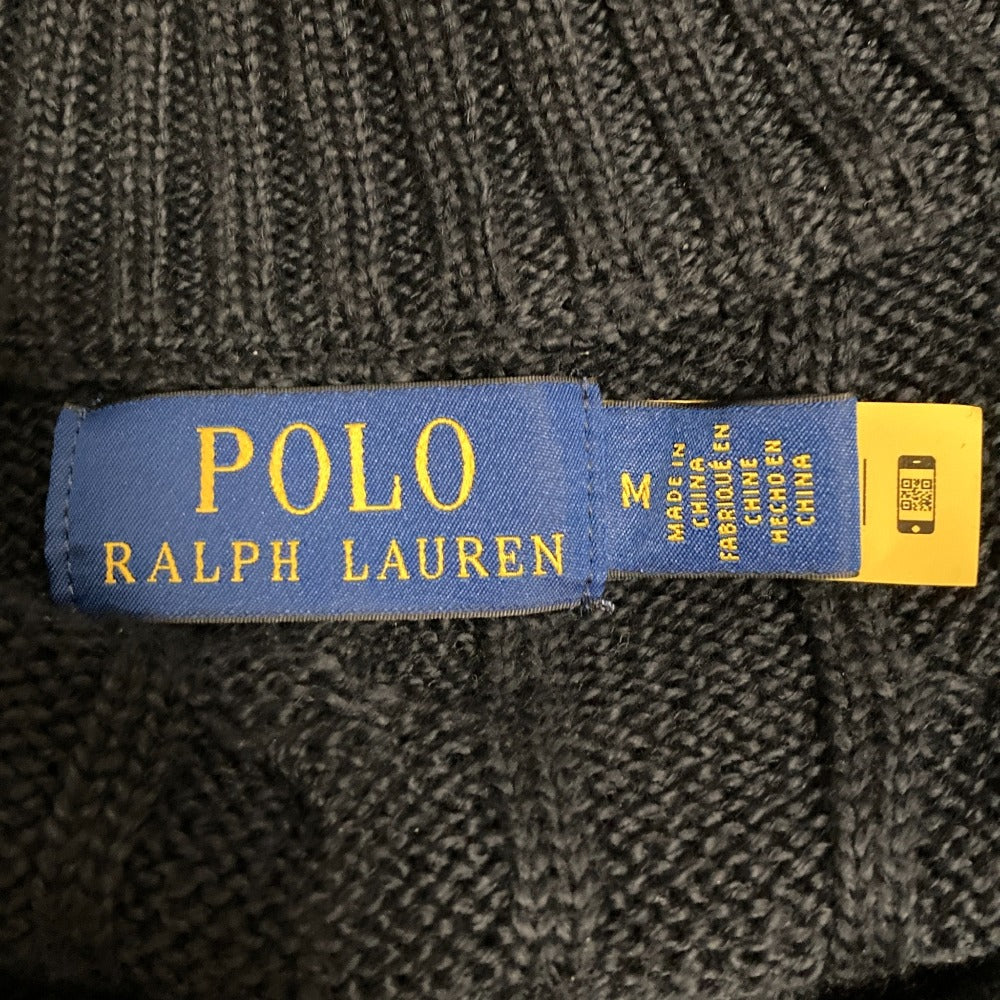 POLO
RALPH LAUREN
M
MADE IN
CHINA
FABRIQUÉ EN
CHINE
HECHO EN
CHINA